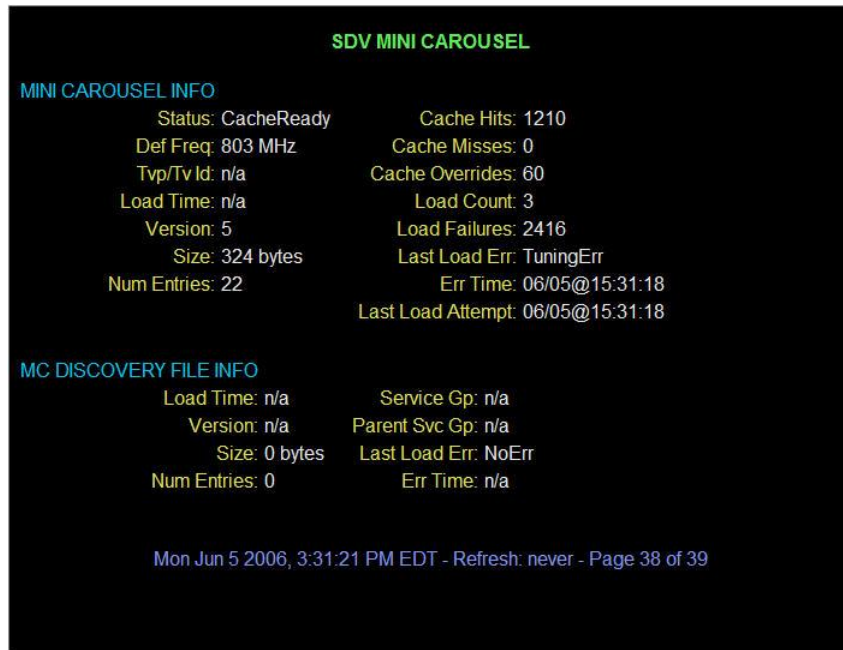 SDV MINI CAROUSEL
MINI CAROUSEL INFO
Status: CacheReady Cache Hits: 1210
Def Freq: 803 MHz Cache Misses: 0
Tvp/Tv Id: n/a Cache Overrides: 60
Load Time: n/a Load Count: 3
Version: 5 Load Failures: 2416
Size: 324 bytes Last Load Err: TuningErr
Num Entries: 22 Err Time: 06/05@15:31:18
Last Load Attempt: 06/05@15:31:18
MC DISCOVERY FILE INFO
Load Time: n/a Service Gp: n/a
Version: n/a Parent Svc Gp: n/a
Size: 0 bytes Last Load Err: NoErr
Num Entries: 0 Err Time: n/a
Mon Jun 5 2006, 3:31:21 PM EDT - Refresh: never - Page 38 of 39